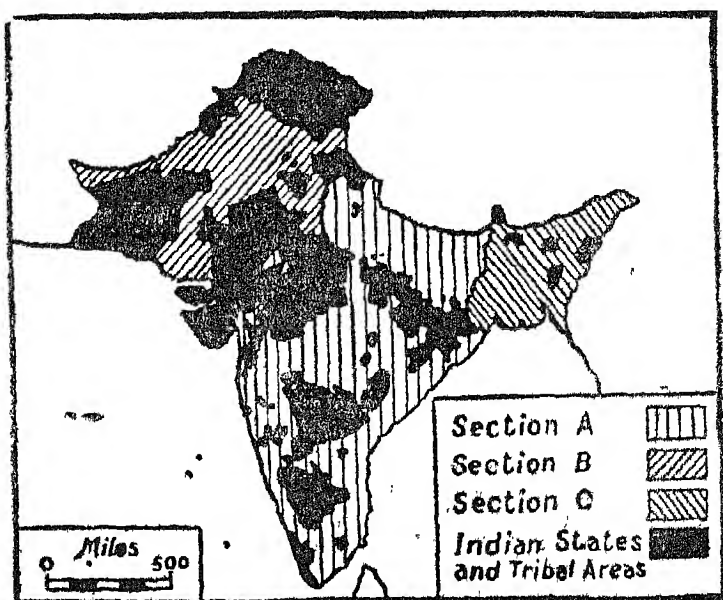 Section A
Section B
Section C
Indian States
and Tribal Areas
Miles
0 500